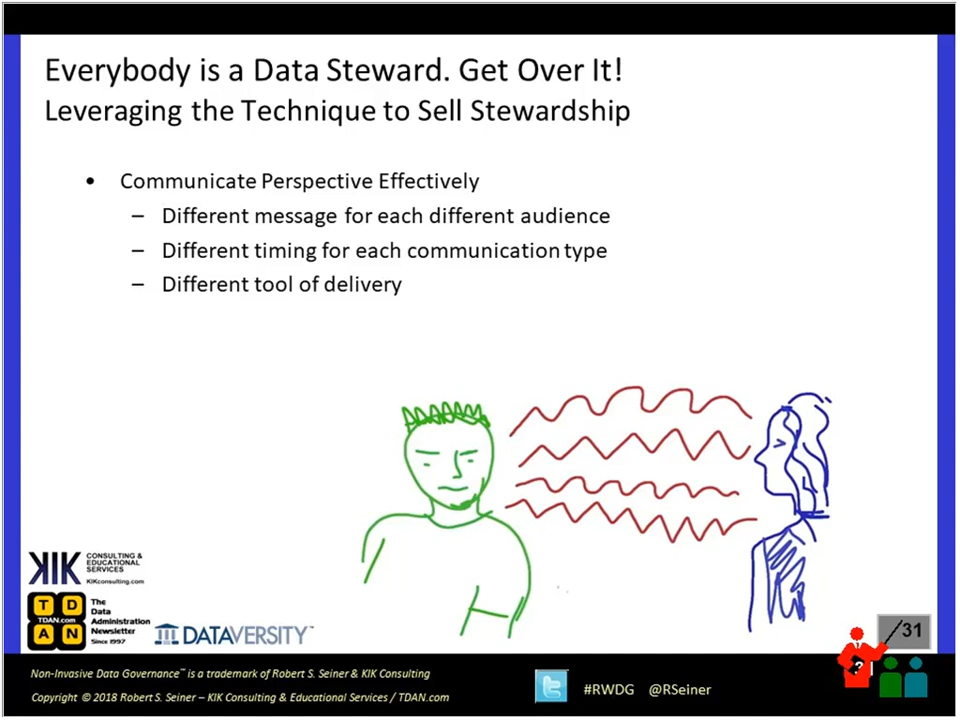 Everybody is a Data Steward. Get Over It!
Leveraging the Technique to Sell Stewardship
• Communicate Perspective Effectively
– Different message for each different audience
– Different timing for each communication type
– Different tool of delivery
KIK CONSULTING & EDUCATIONAL SERVICES
KIKconsulting.com
T D
TDAN.com
A N
The
Data
Administration
Newsletter
Since 1997
DATAVERSITY™
/31
Non-Invasive Data Governance™ is a trademark of Robert S. Seiner & KIK Consulting
Copyright © 2018 Robert S. Seiner – KIK Consulting & Educational Services / TDAN.com
#RWDG @RSeiner